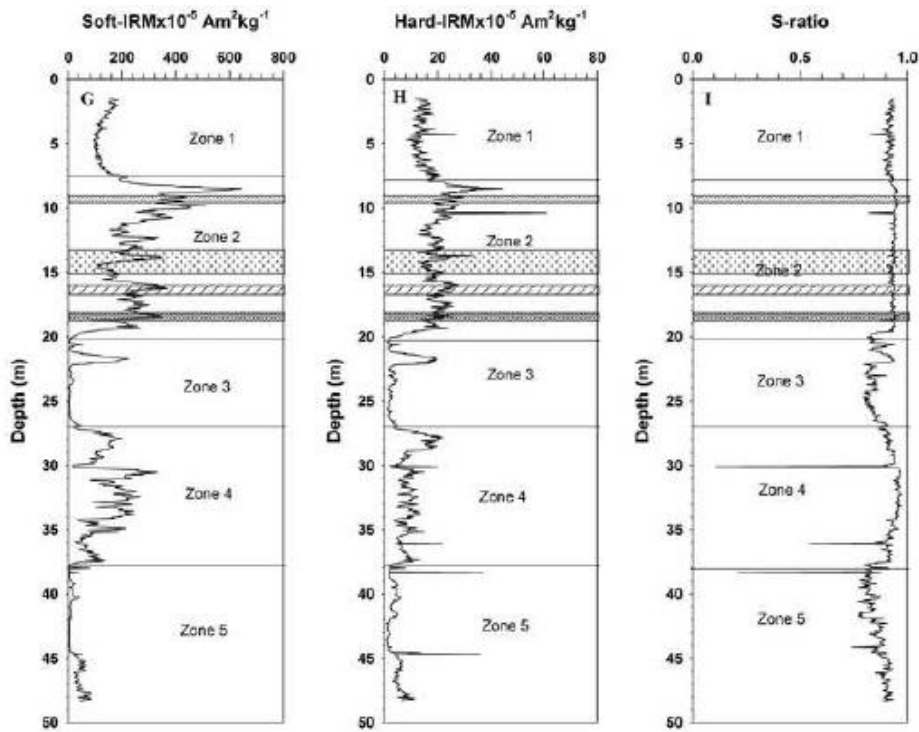 Soft-IRMx10⁻⁵ Am²kg⁻¹
0 200 400 600 800
0
5
10
15
20
25
30
35
40
45
50
Depth (m)
G
Zone 1
Zone 2
Zone 3
Zone 4
Zone 5
Hard-IRMx10⁻⁵ Am²kg⁻¹
0 20 40 60 80
0
5
10
15
20
25
30
35
40
45
50
Depth (m)
H
Zone 1
Zone 2
Zone 3
Zone 4
Zone 5
S-ratio
0.0 0.5 1.0
0
5
10
15
20
25
30
35
40
45
50
Depth (m)
I
Zone 1
Zone 2
Zone 3
Zone 4
Zone 5